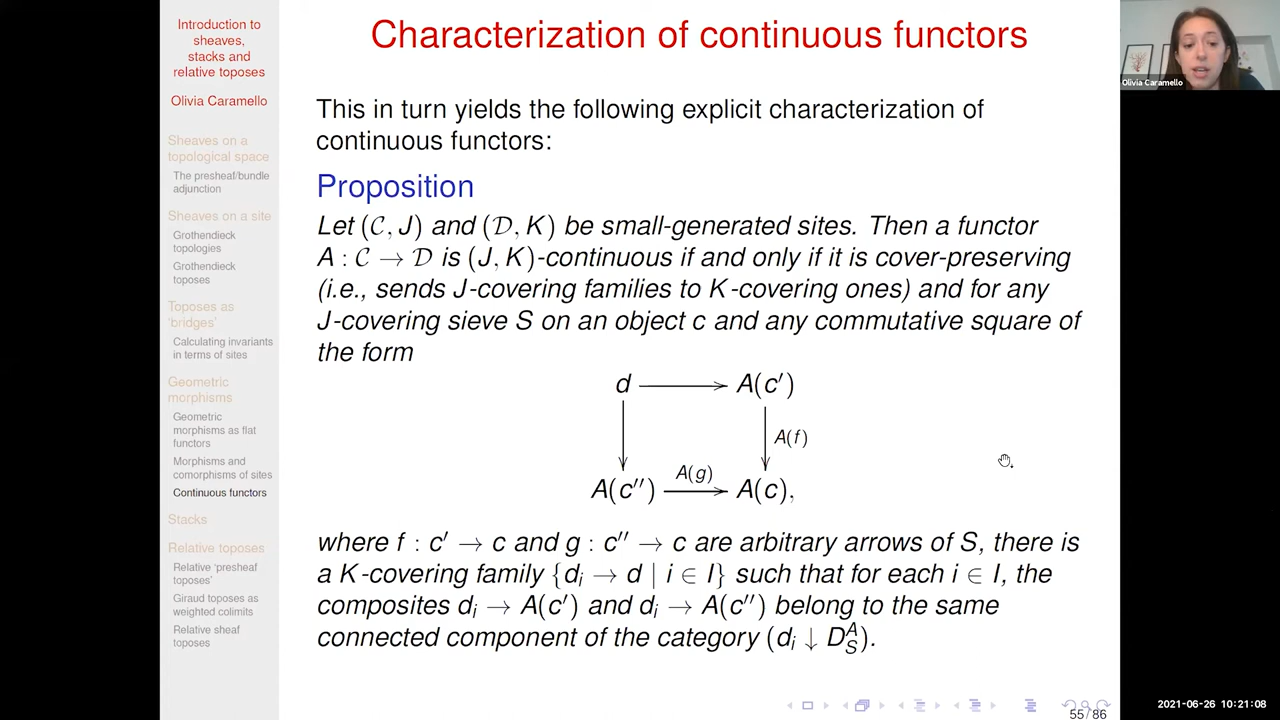 Introduction to
sheaves,
stacks and
relative toposes
Olivia Caramello
Sheaves on a
topological space
The presheaf/bundle
adjunction
Sheaves on a site
Grothendieck
topologies
Grothendieck
toposes
Toposes as
‘bridges’
Calculating invariants
in terms of sites
Geometric
morphisms
Geometric
morphisms as flat
functors
Morphisms and
comorphisms of sites
Continuous functors
Stacks
Relative toposes
Relative ‘presheaf
toposes’
Giraud toposes as
weighted colimits
Relative sheaf
toposes
Characterization of continuous functors
This in turn yields the following explicit characterization of
continuous functors:
Proposition
Let (𝒞, J) and (𝒟, K) be small-generated sites. Then a functor
A : 𝒞 → 𝒟 is (J, K)-continuous if and only if it is cover-preserving
(i.e., sends J-covering families to K-covering ones) and for any
J-covering sieve S on an object c and any commutative square of
the form
d → A(c′)
A(f)
A(g)
A(c′′) → A(c),
where f : c′ → c and g : c′′ → c are arbitrary arrows of S, there is
a K-covering family {dᵢ → d | i ∈ I} such that for each i ∈ I, the
composites dᵢ → A(c′) and dᵢ → A(c′′) belong to the same
connected component of the category (dᵢ ↓ D_S^A).
55 / 86
Olivia Caramello
2021-06-26 10:21:08